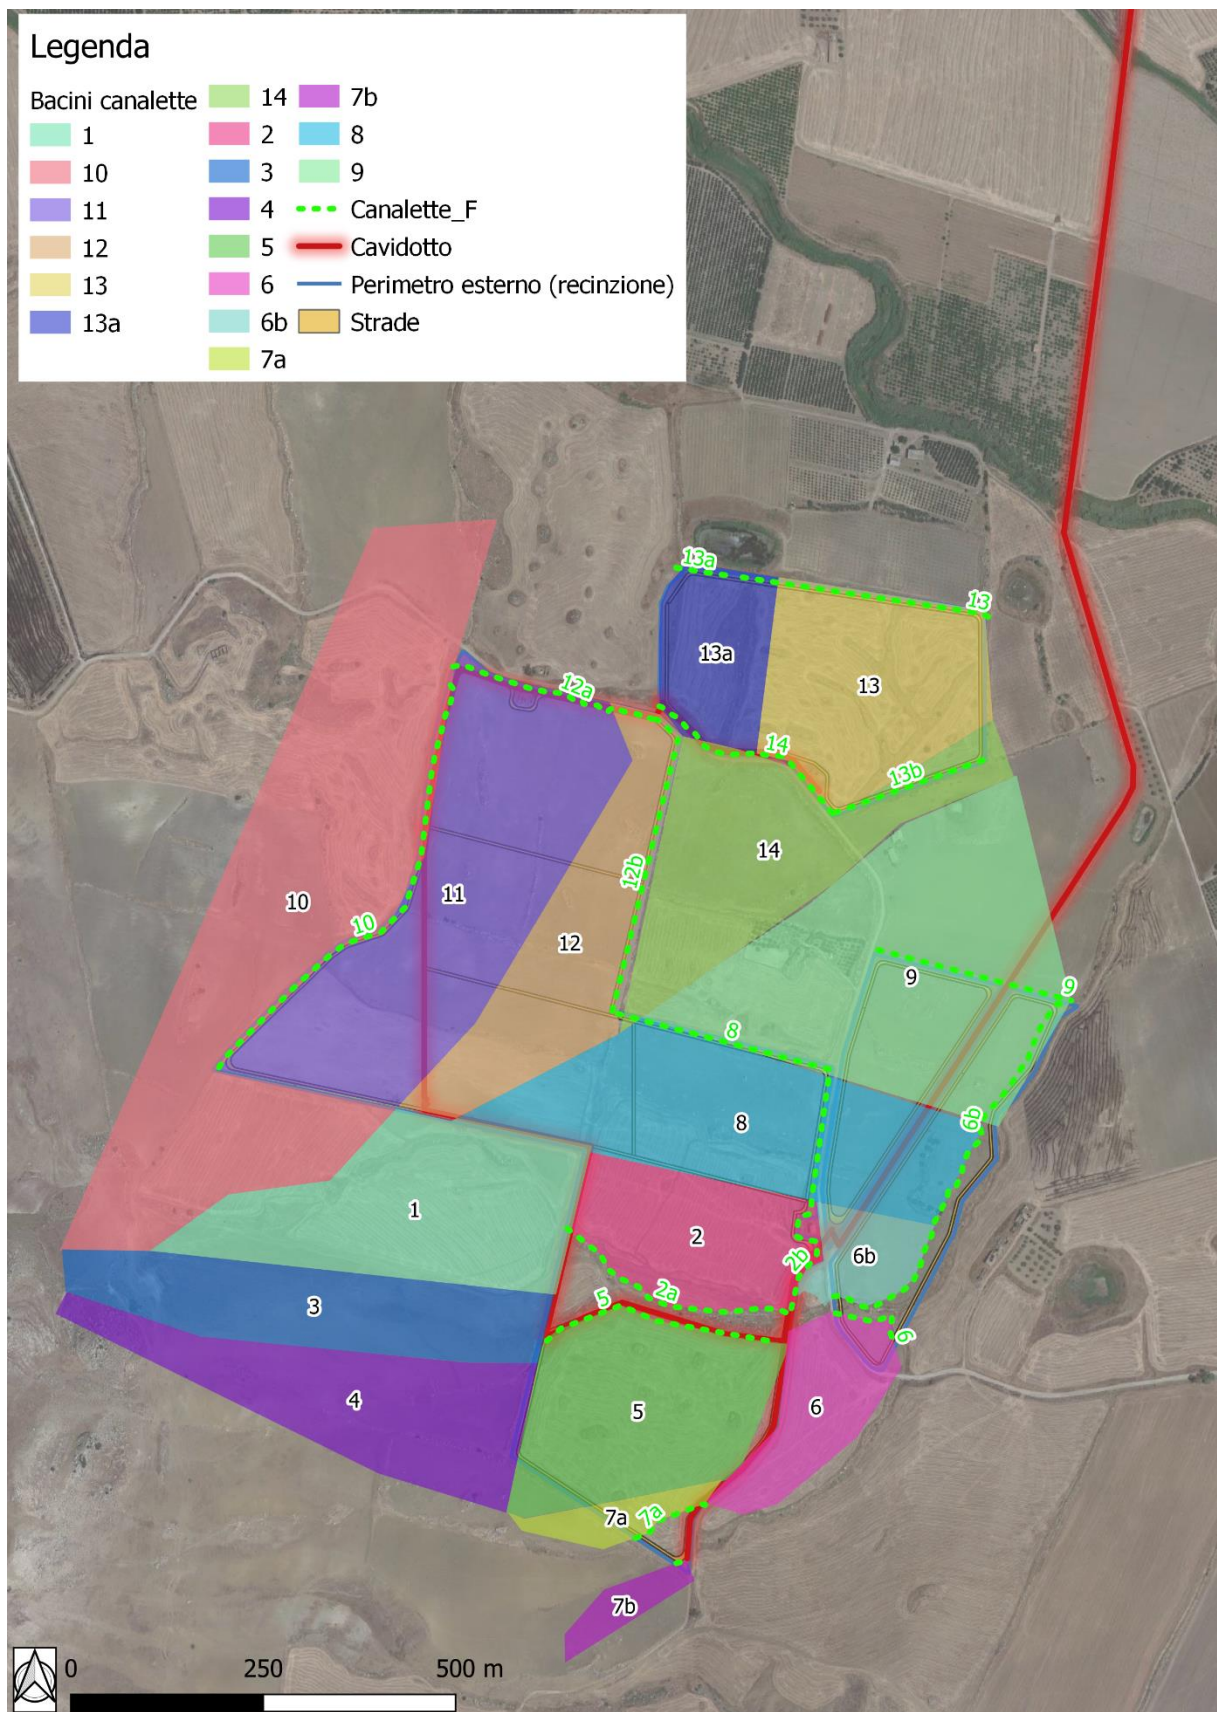 Legenda
Bacini canalette
1
10
11
12
13
13a
14
2
3
4
5
6
6b
7a
7b
8
9
Canalette_F
Cavidotto
Perimetro esterno (recinzione)
Strade
13a
13
13a
13
12a
14
13b
14
12b
10
11
10
12
9
9
8
8
6b
1
2
2b
6b
3
5
2a
6
4
5
6
7a
7a
7b
0 250 500 m